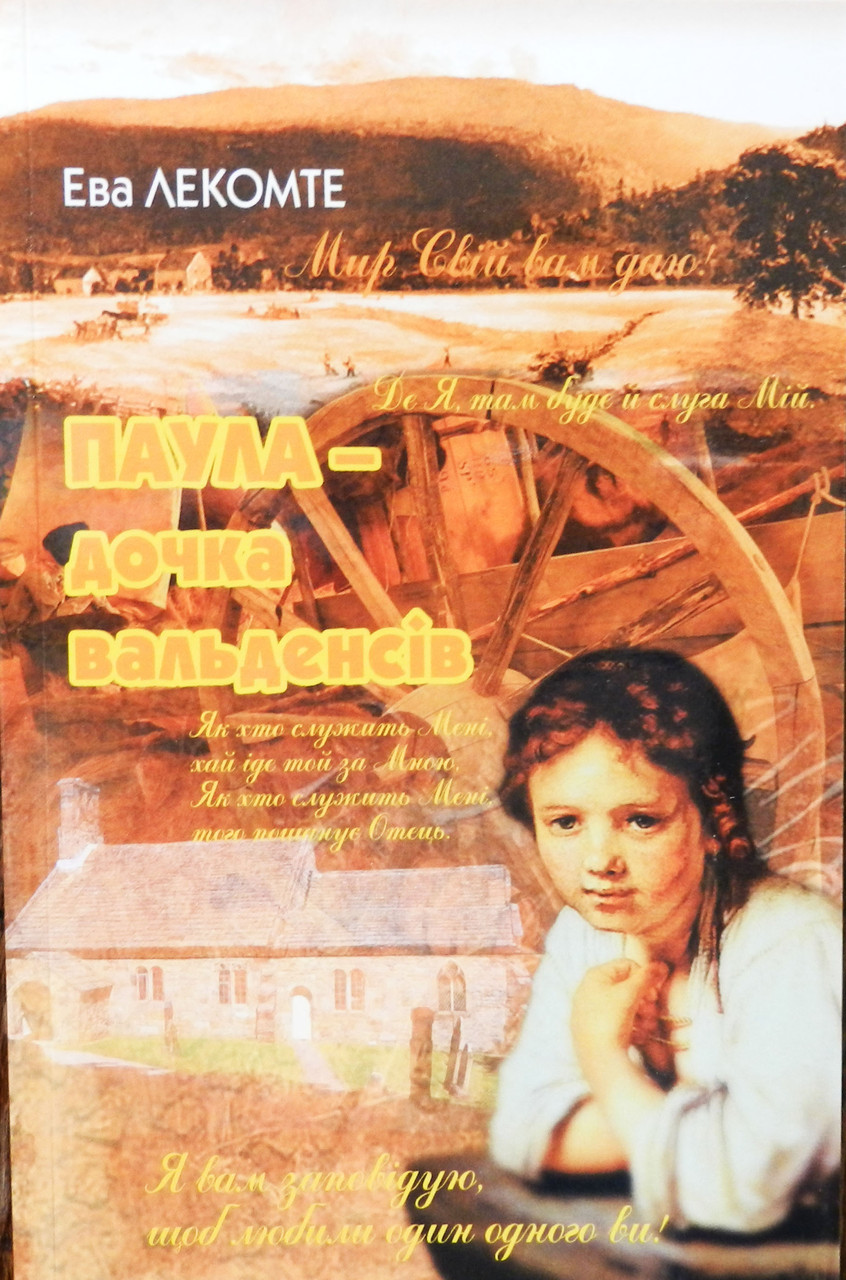 Ева ЛЕКОМТЕ
Мир Свій вам даю!
Де Я, там буде й слуга Мій.
ПАУЛА –
дочка
вальденсів
Як хто служить Мені,
хай іде той за Мною,
Як хто служить Мені,
того пошанує Отець.
Я вам заповідую,
щоб любили один одного ви!